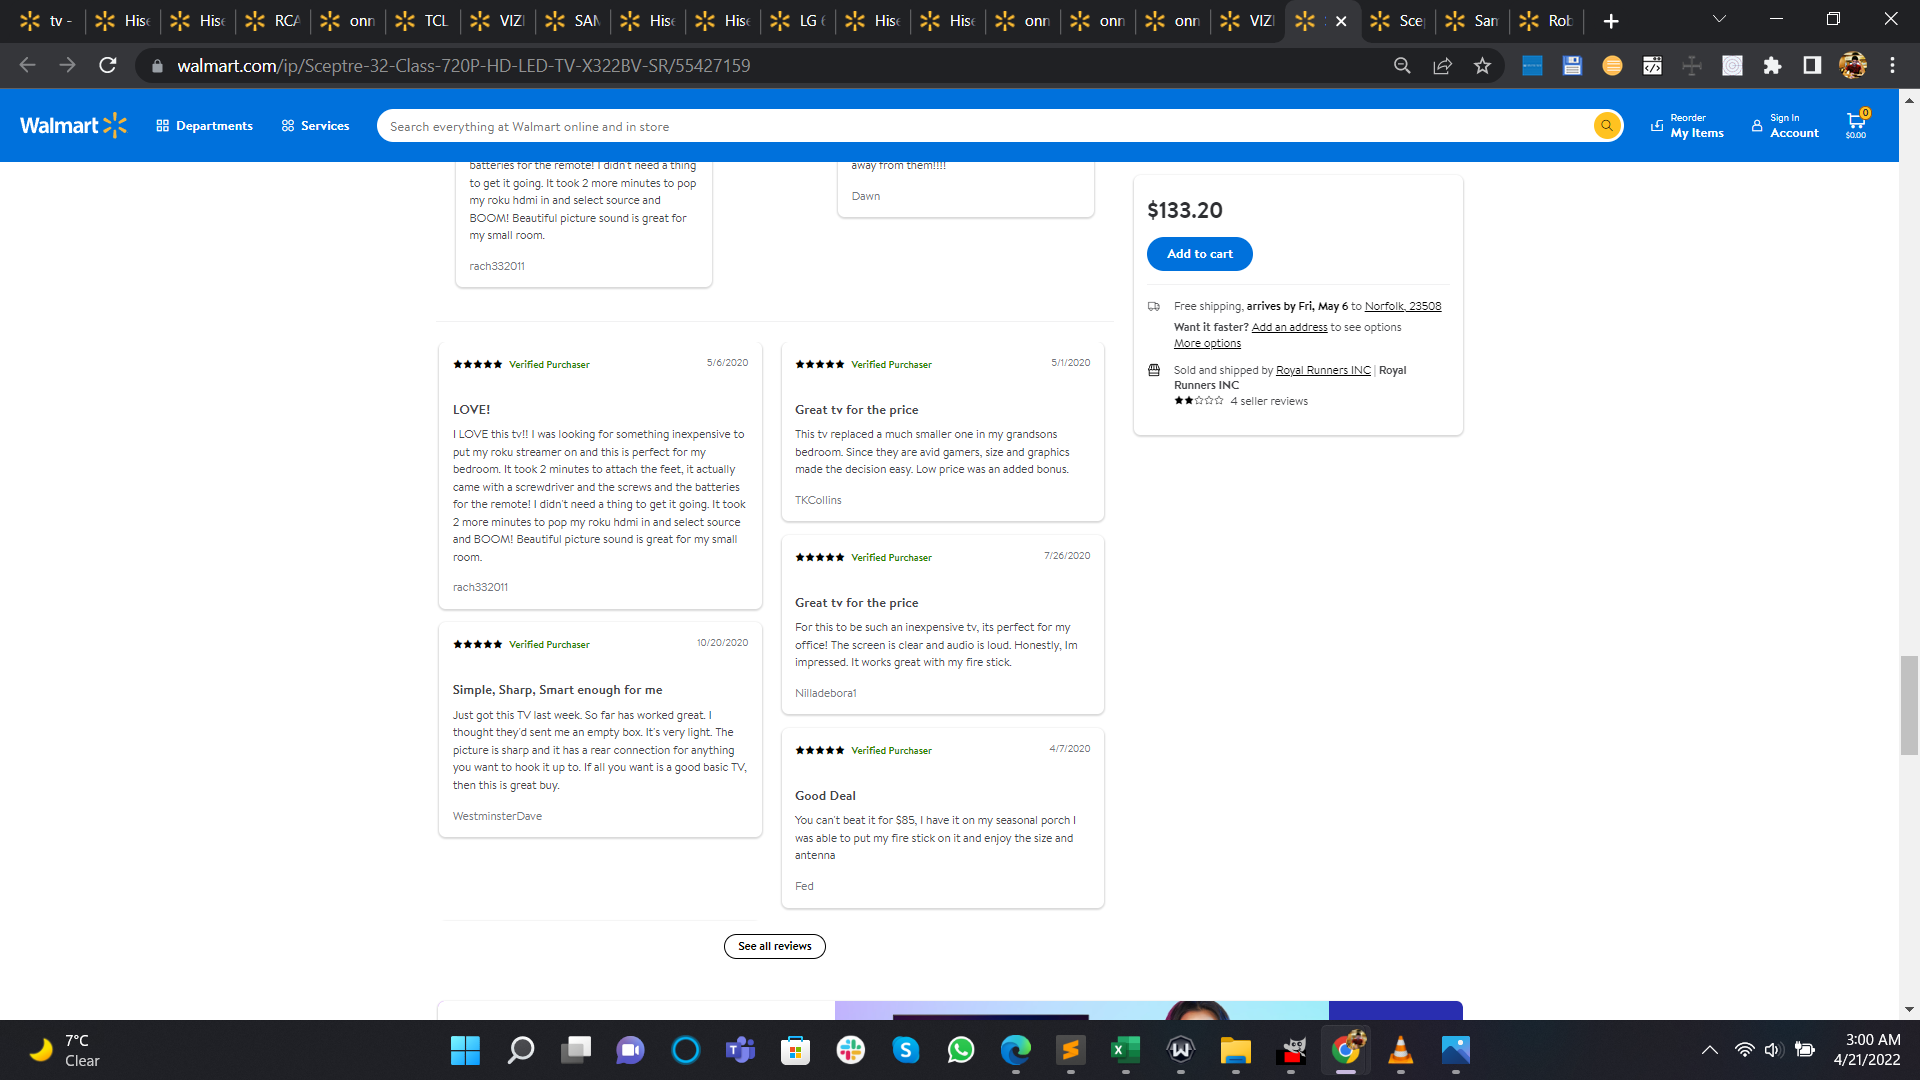 tv -
Hise
Hise
RCA
onn
TCL
VIZI
SAM
Hise
Hise
LG 6
Hise
Hise
onn
onn
onn
VIZI
Scep
Sam
Rob
walmart.com/ip/Sceptre-32-Class-720P-HD-LED-TV-X322BV-SR/55427159
Walmart
Departments
Services
Search everything at Walmart online and in store
Reorder
My Items
Sign In
Account
0
$0.00
batteries for the remote! I didn't need a thing
to get it going. It took 2 more minutes to pop
my roku hdmi in and select source and
BOOM! Beautiful picture sound is great for
my small room.
rach332011
away from them!!!!
Dawn
$133.20
Add to cart
Free shipping, arrives by Fri, May 6 to Norfolk, 23508
Want it faster? Add an address to see options
More options
Sold and shipped by Royal Runners INC | Royal
Runners INC
4 seller reviews
Verified Purchaser
5/6/2020
LOVE!
I LOVE this tv!! I was looking for something inexpensive to
put my roku streamer on and this is perfect for my
bedroom. It took 2 minutes to attach the feet, it actually
came with a screwdriver and the screws and the batteries
for the remote! I didn't need a thing to get it going. It took
2 more minutes to pop my roku hdmi in and select source
and BOOM! Beautiful picture sound is great for my small
room.
rach332011
Verified Purchaser
10/20/2020
Simple, Sharp, Smart enough for me
Just got this TV last week. So far has worked great. I
thought they'd sent me an empty box. It's very light. The
picture is sharp and it has a rear connection for anything
you want to hook it up to. If all you want is a good basic TV,
then this is great buy.
WestminsterDave
Verified Purchaser
5/1/2020
Great tv for the price
This tv replaced a much smaller one in my grandsons
bedroom. Since they are avid gamers, size and graphics
made the decision easy. Low price was an added bonus.
TKCollins
Verified Purchaser
7/26/2020
Great tv for the price
For this to be such an inexpensive tv, its perfect for my
office! The screen is clear and audio is loud. Honestly, Im
impressed. It works great with my fire stick.
Nilladebora1
Verified Purchaser
4/7/2020
Good Deal
You can't beat it for $85, I have it on my seasonal porch I
was able to put my fire stick on it and enjoy the size and
antenna
Fed
See all reviews
7°C
Clear
3:00 AM
4/21/2022